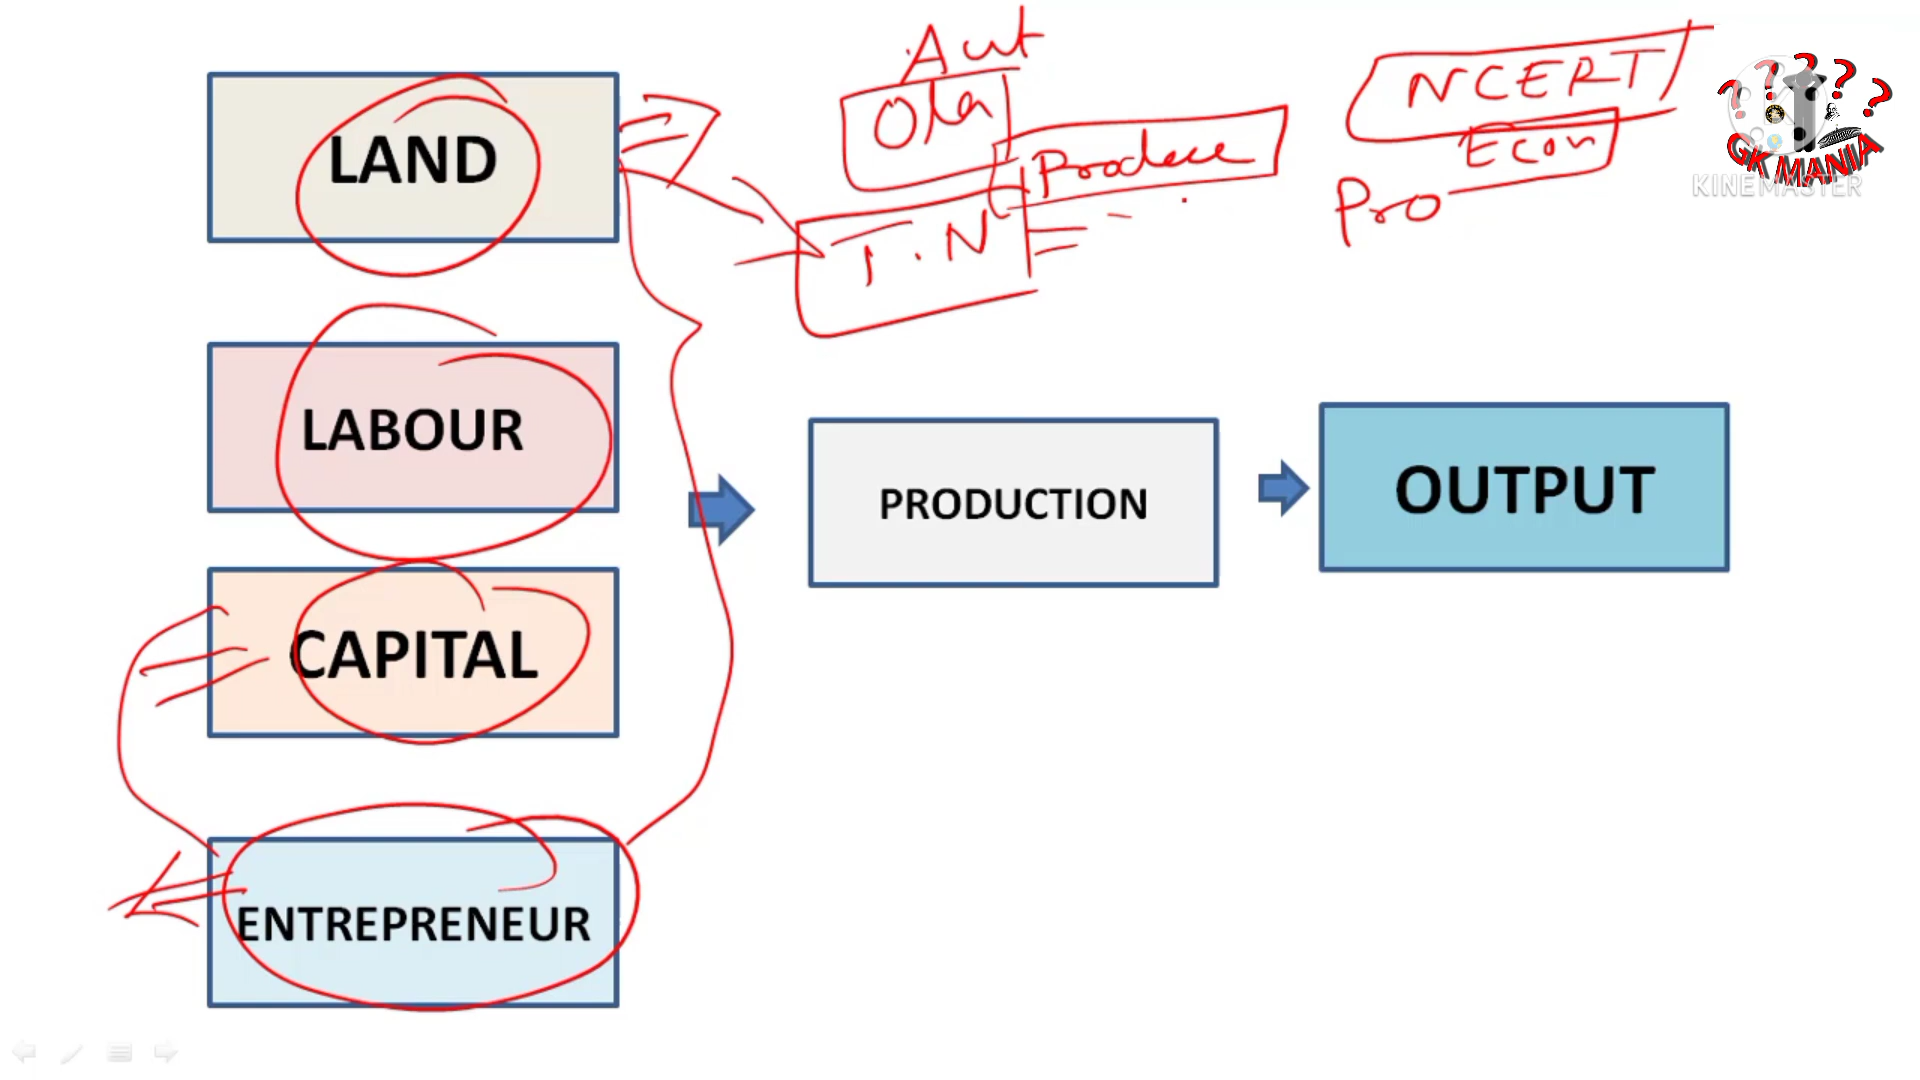 Aut
Ola
NCERT
Econ
Pro
Produce
T.N
????
GK MANIA
KINEMASTER
LAND
LABOUR
CAPITAL
ENTREPRENEUR
PRODUCTION
OUTPUT